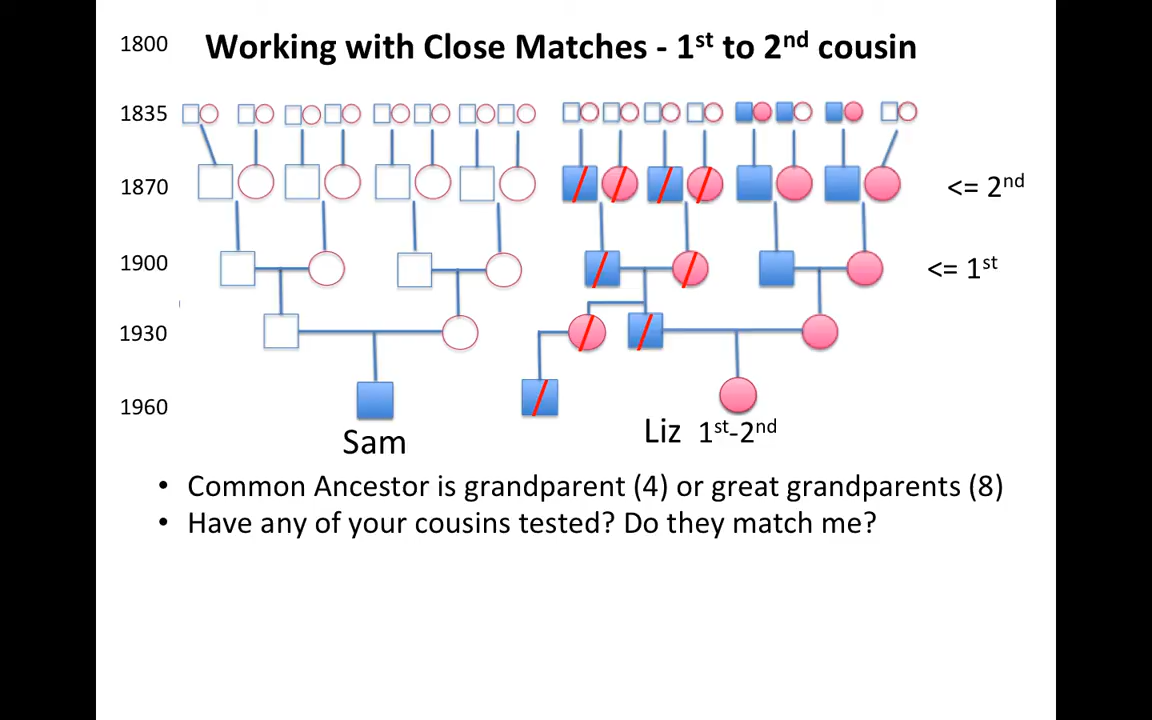 1800
Working with Close Matches - 1st to 2nd cousin
1835
1870
<= 2nd
1900
<= 1st
1930
1960
Sam
Liz 1st-2nd
• Common Ancestor is grandparent (4) or great grandparents (8)
• Have any of your cousins tested? Do they match me?